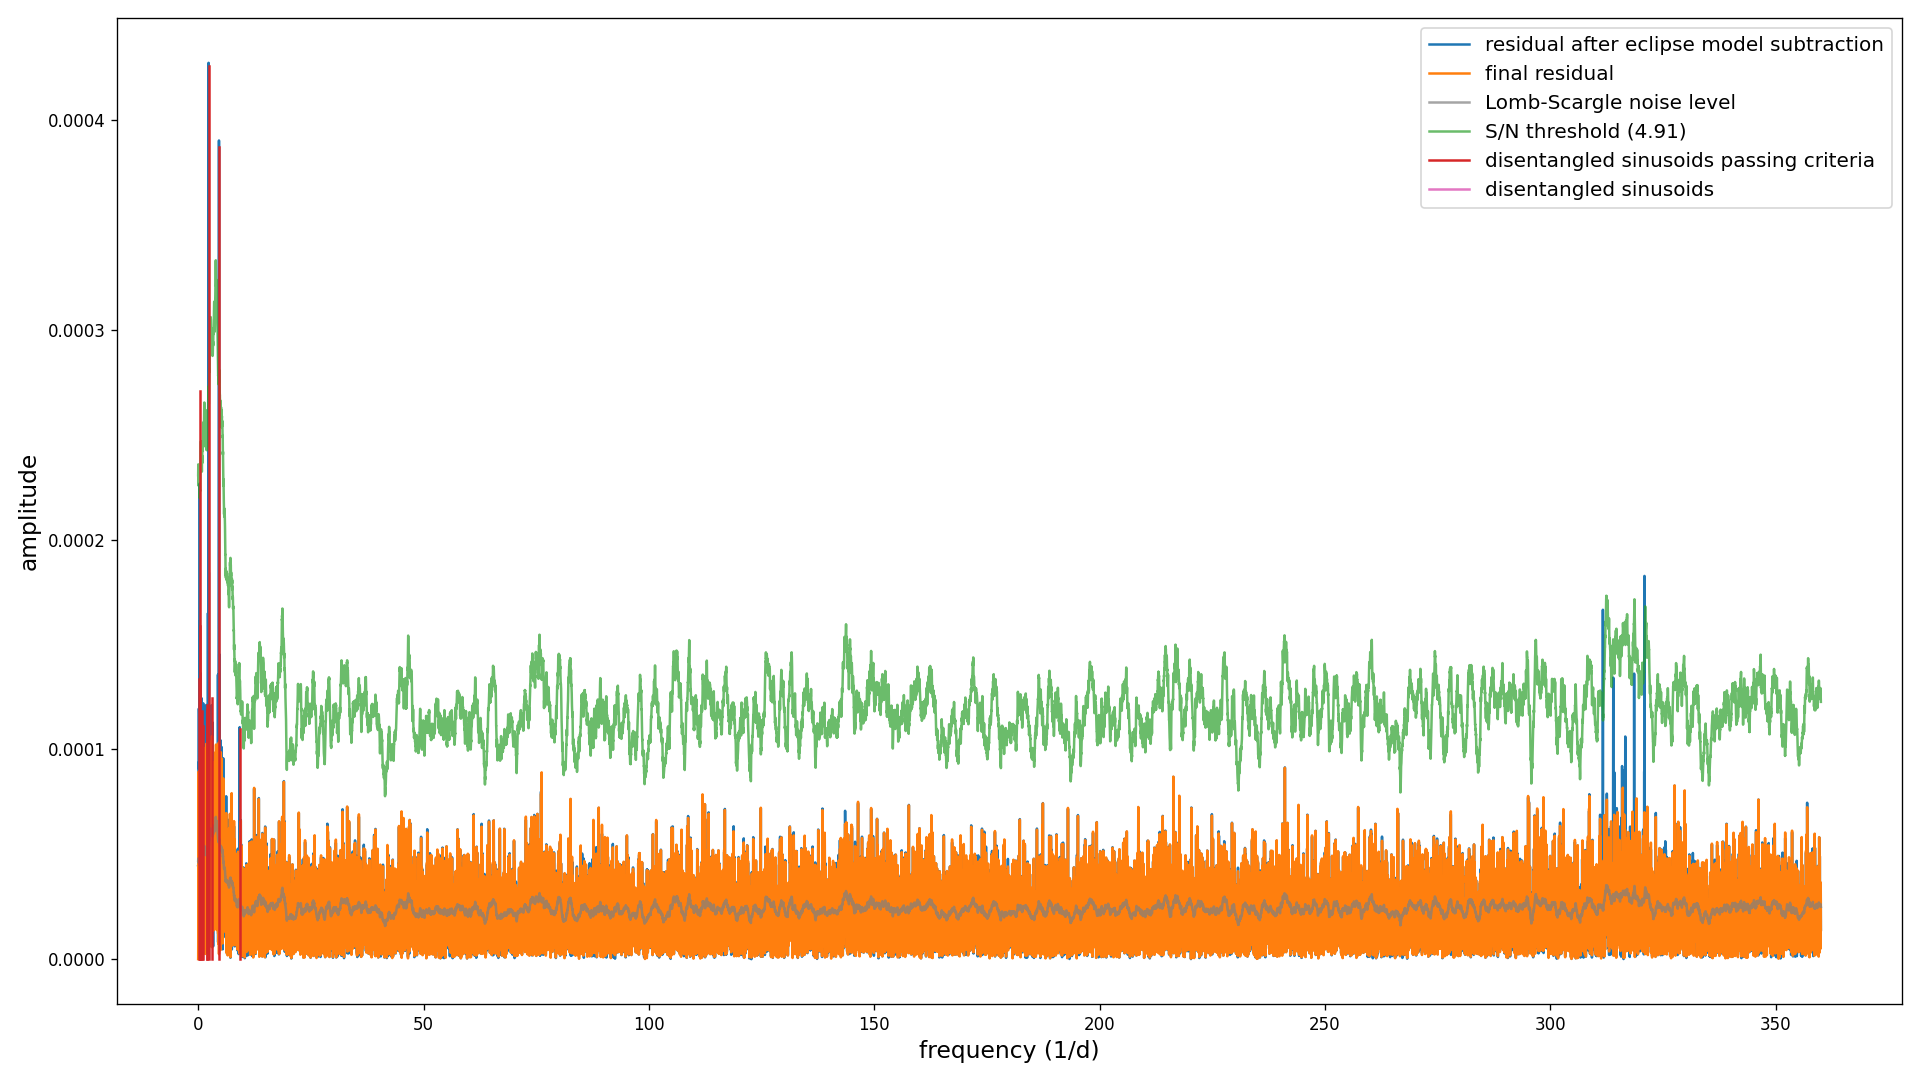 residual after eclipse model subtraction
final residual
Lomb-Scargle noise level
S/N threshold (4.91)
disentangled sinusoids passing criteria
disentangled sinusoids
amplitude
0.0004
0.0003
0.0002
0.0001
0.0000
0 50 100 150 200 250 300 350
frequency (1/d)